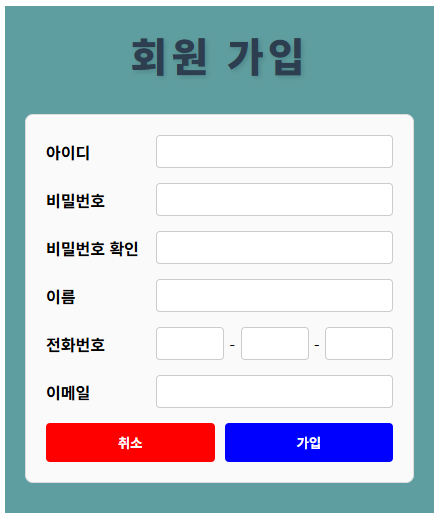 회원 가입
아이디
비밀번호
비밀번호 확인
이름
전화번호 - -
이메일
취소 가입